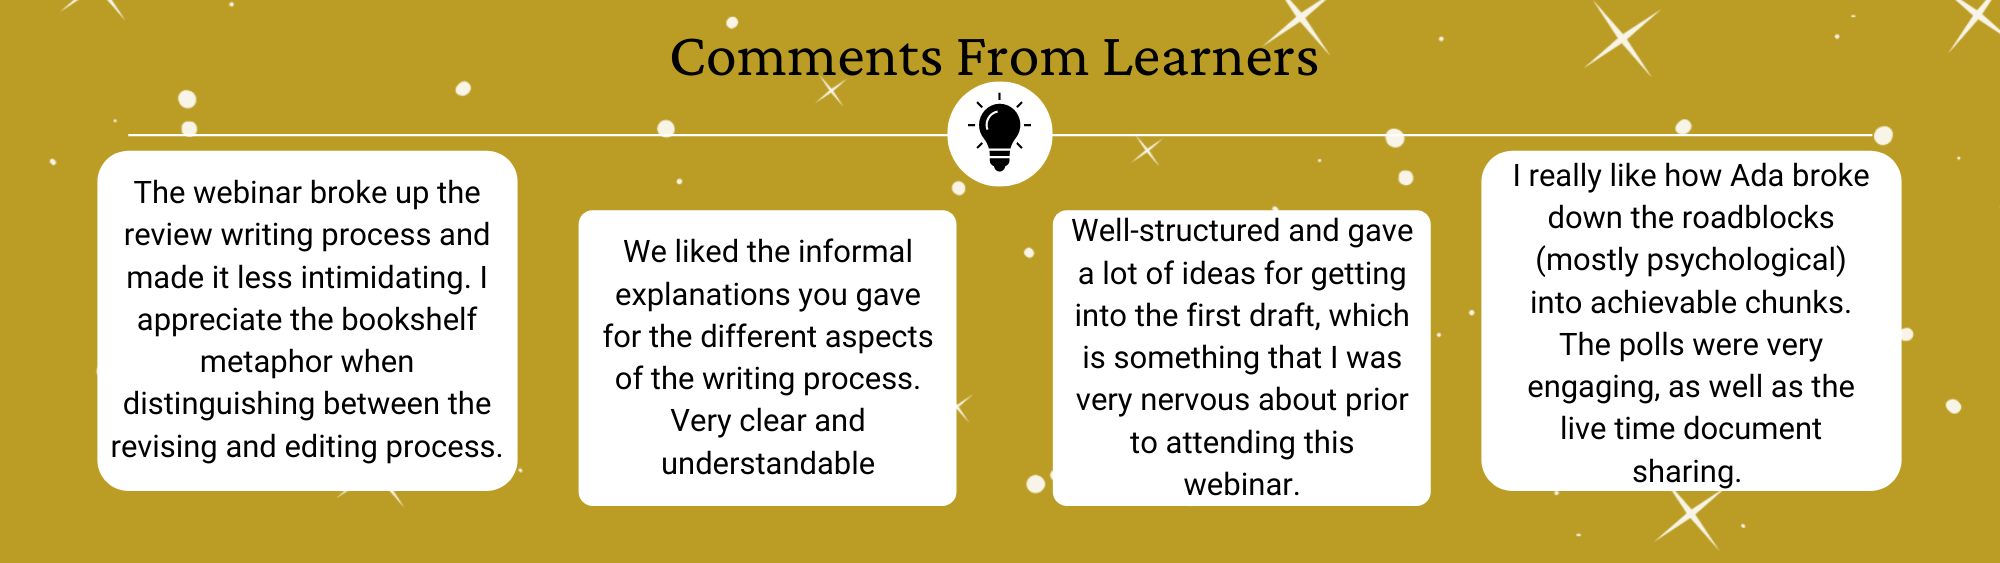 Comments From Learners
The webinar broke up the
review writing process and
made it less intimidating. I
appreciate the bookshelf
metaphor when
distinguishing between the
revising and editing process.
We liked the informal
explanations you gave
for the different aspects
of the writing process.
Very clear and
understandable
Well-structured and gave
a lot of ideas for getting
into the first draft, which
is something that I was
very nervous about prior
to attending this
webinar.
I really like how Ada broke
down the roadblocks
(mostly psychological)
into achievable chunks.
The polls were very
engaging, as well as the
live time document
sharing.